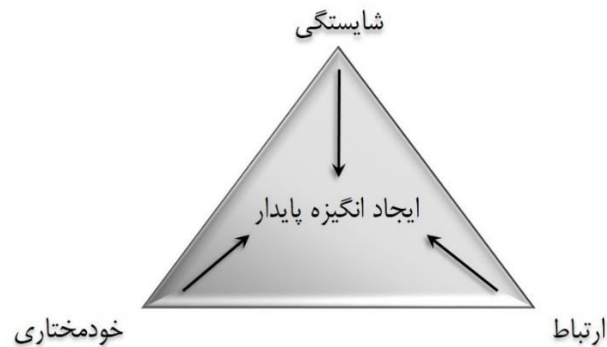 شایستگی
ایجاد انگیزه پایدار
ارتباط
خودمختاری